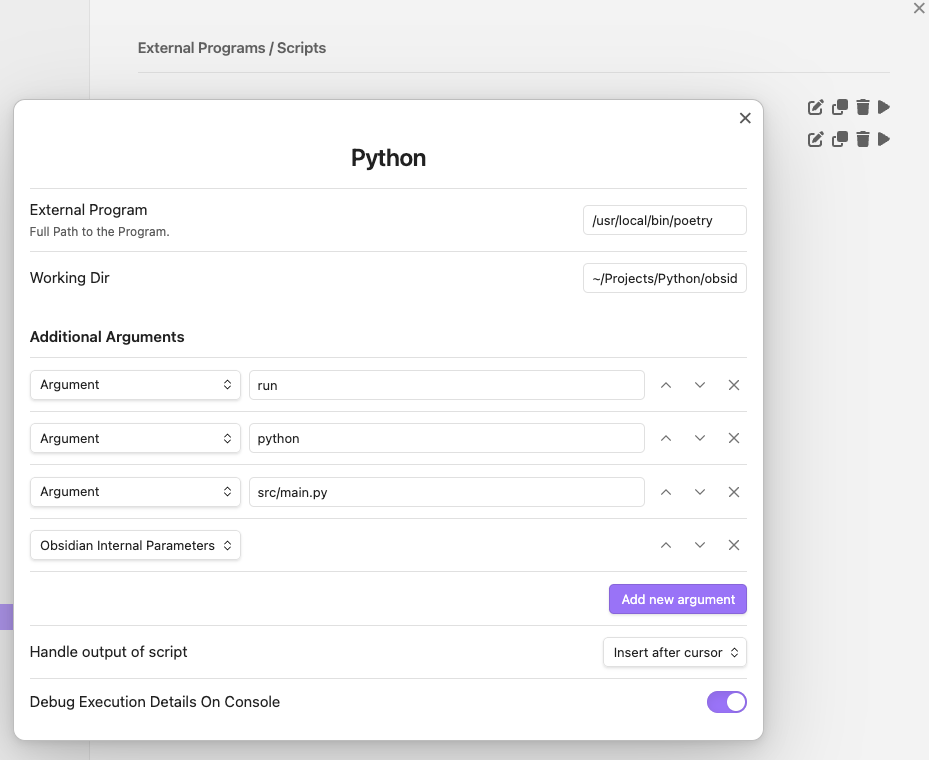 External Programs / Scripts
Python
External Program
Full Path to the Program.
/usr/local/bin/poetry
Working Dir
~/Projects/Python/obsid
Additional Arguments
Argument
run
Argument
python
Argument
src/main.py
Obsidian Internal Parameters
Add new argument
Handle output of script
Insert after cursor
Debug Execution Details On Console